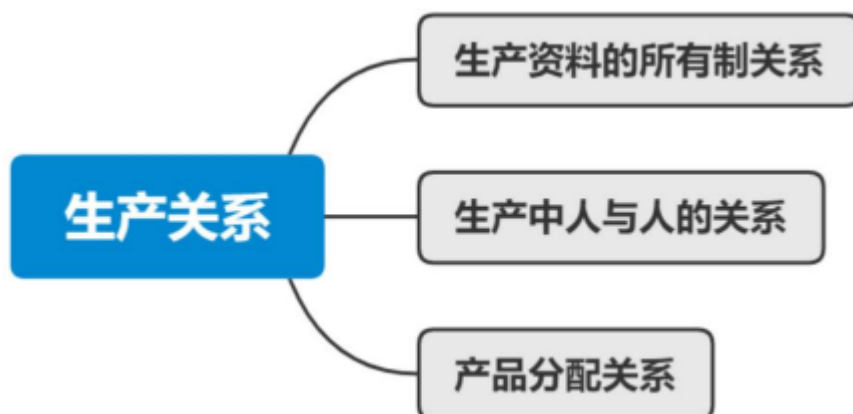 生产资料的所有制关系
生产关系
生产中人与人的关系
产品分配关系